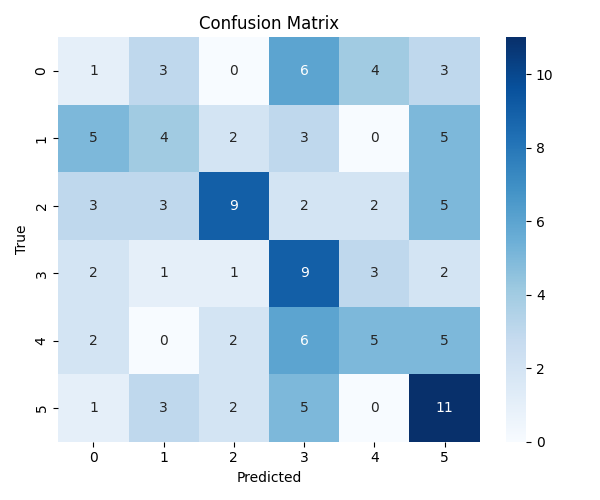 Confusion Matrix
True
0 1 3 0 6 4 3
1 5 4 2 3 0 5
2 3 3 9 2 2 5
3 2 1 1 9 3 2
4 2 0 2 6 5 5
5 1 3 2 5 0 11
0 1 2 3 4 5
Predicted
10
8
6
4
2
0